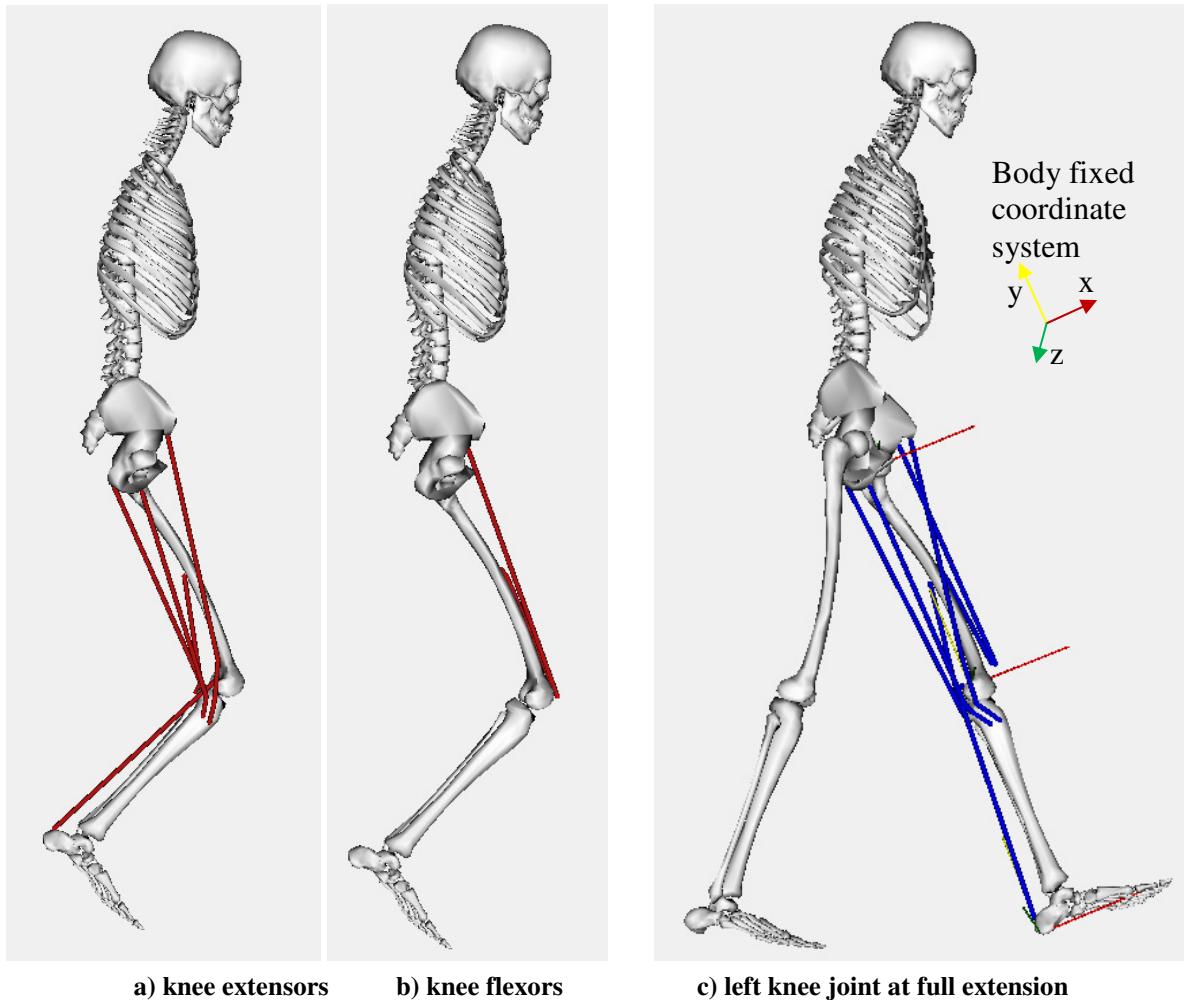 Body fixed
coordinate
system
y
x
z
a) knee extensors
b) knee flexors
c) left knee joint at full extension